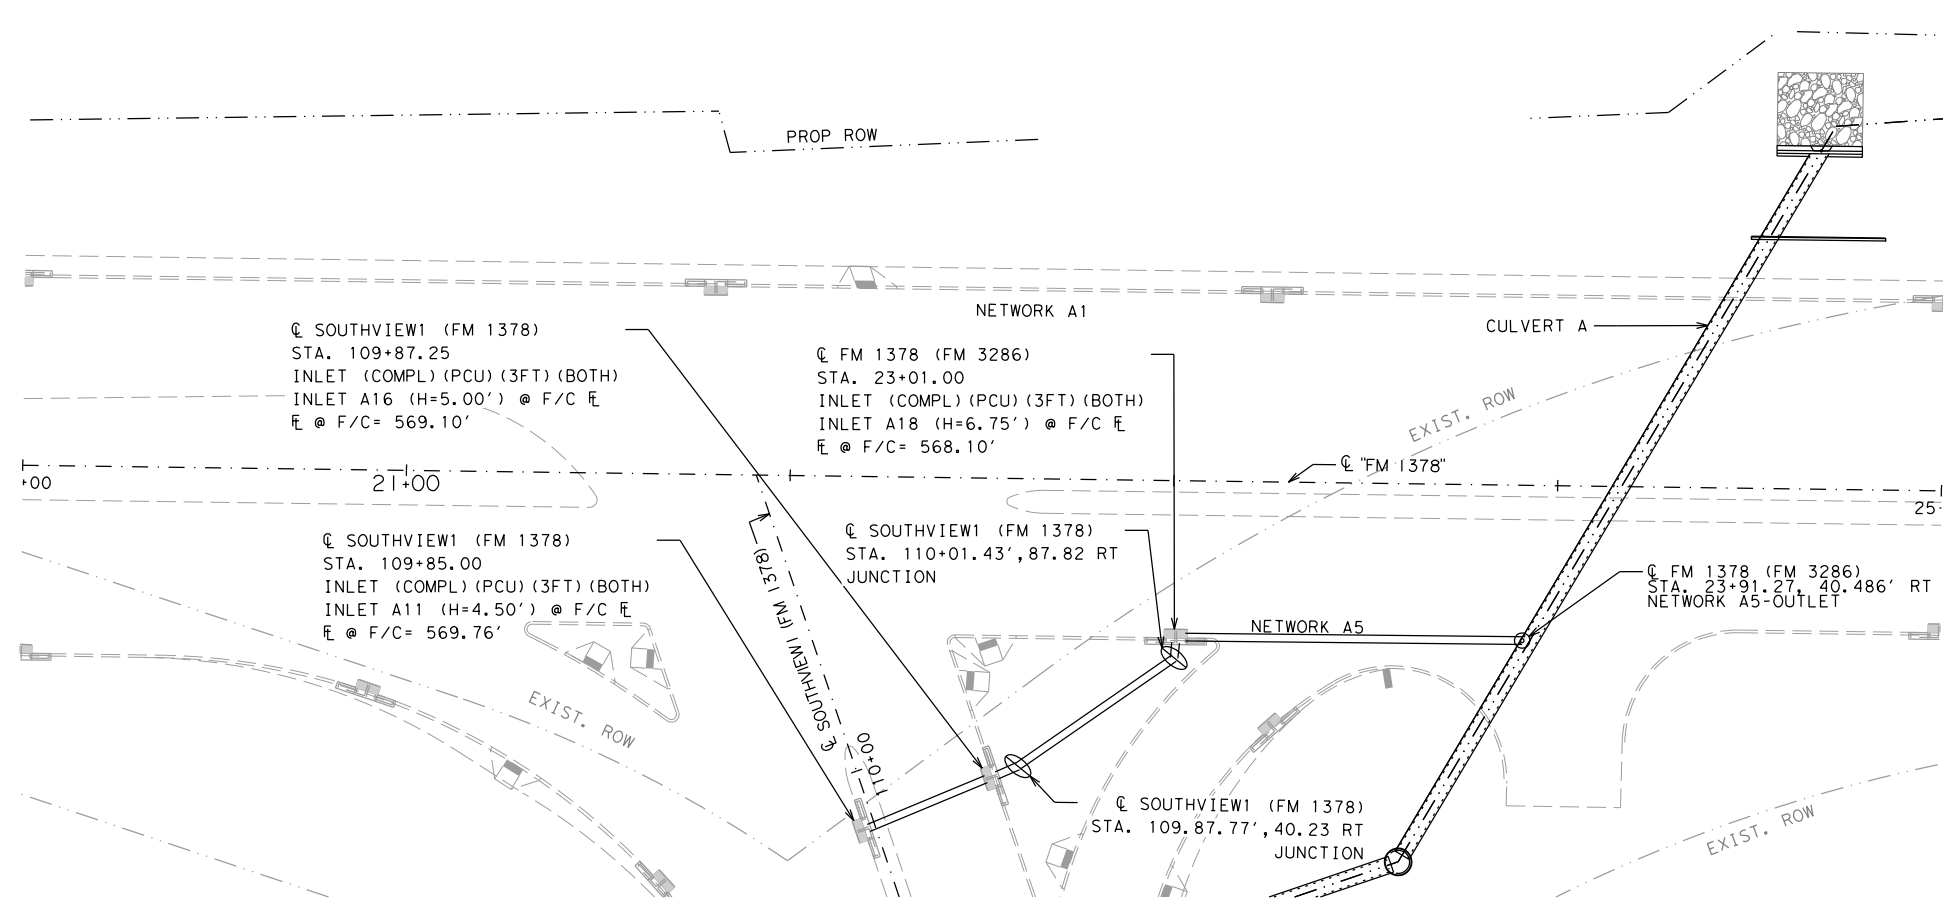 PROP ROW
NETWORK A1
℄ SOUTHVIEW1 (FM 1378)
STA. 109+87.25
INLET (COMPL)(PCU)(3FT)(BOTH)
INLET A16 (H=5.00') @ F/C FL
FL @ F/C= 569.10'
℄ FM 1378 (FM 3286)
STA. 23+01.00
INLET (COMPL)(PCU)(3FT)(BOTH)
INLET A18 (H=6.75') @ F/C FL
FL @ F/C= 568.10'
CULVERT A
EXIST. ROW
℄ "FM 1378"
+00
21+00
25
℄ SOUTHVIEW1 (FM 1378)
STA. 109+85.00
INLET (COMPL)(PCU)(3FT)(BOTH)
INLET A11 (H=4.50') @ F/C FL
FL @ F/C= 569.76'
℄ SOUTHVIEW1 (FM 1378)
STA. 110+01.43',87.82 RT
JUNCTION
℄ SOUTHVIEW1 (FM 1378)
110+00
NETWORK A5
℄ FM 1378 (FM 3286)
STA. 23+91.27, 40.486' RT
NETWORK A5-OUTLET
EXIST. ROW
℄ SOUTHVIEW1 (FM 1378)
STA. 109.87.77',40.23 RT
JUNCTION
EXIST. ROW